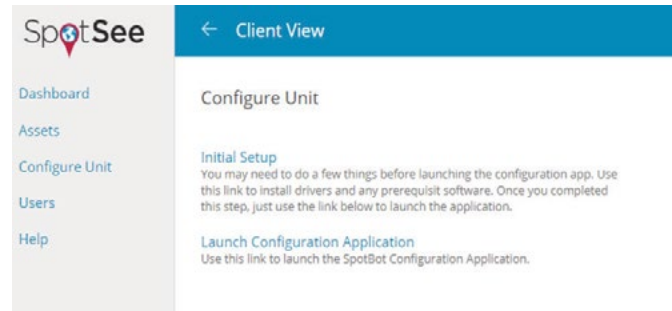 SpotSee
← Client View
Dashboard
Assets
Configure Unit
Users
Help
Configure Unit
Initial Setup
You may need to do a few things before launching the configuration app. Use
this link to install drivers and any prerequisit software. Once you completed
this step, just use the link below to launch the application.
Launch Configuration Application
Use this link to launch the SpotBot Configuration Application.